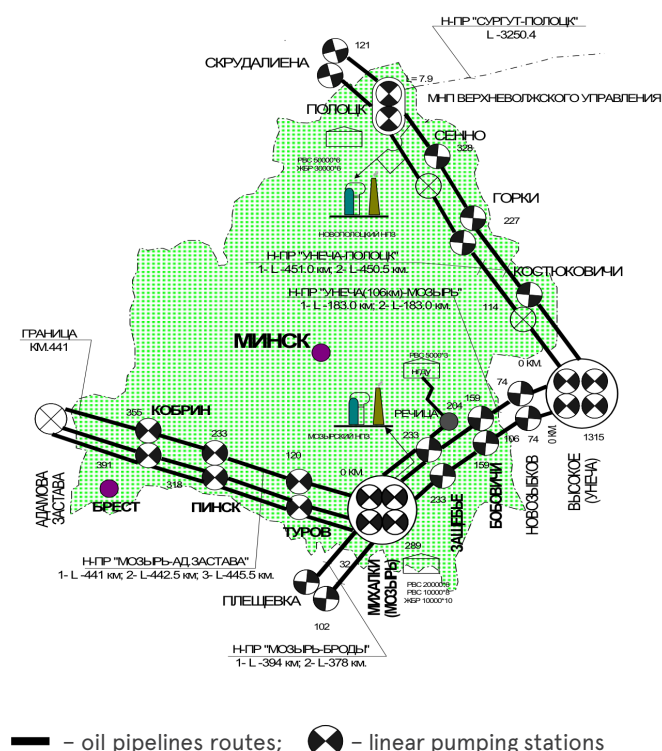 Н-ПР "СУРГУТ-ПОЛОЦК"
L -3250.4
121
СКРУДАЛИЕНА
L= 7.9
МНП ВЕРХНЕВОЛЖСКОГО УПРАВЛЕНИЯ
ПОЛОЦК
СЕННО
328
РВС 50000*6
ЖБР 30000*6
ГОРКИ
227
НОВОПОЛОЦКИЙ НПЗ
Н-ПР "УНЕЧА-ПОЛОЦК"
1- L -451.0 км; 2- L-450.5 км.
КОСТЮКОВИЧИ
Н-ПР "УНЕЧА(106км)-МОЗЫРЬ"
1- L -183.0 км; 2- L-183.0 км.
114
ГРАНИЦА
КМ.441
МИНСК
РВС 5000*3
НГДУ
0 КМ.
74
РЕЧИЦА
204
159
МОЗЫРСКИЙ НПЗ
355
КОБРИН
233
233
106
74
0 КМ.
1315
120
0 КМ.
159
391
БРЕСТ
318
ПИНСК
ТУРОВ
233
АДАМОВА
ЗАСТАВА
ЗАЩЕБЬЕ
БОБОВИЧИ
НОВОЗЫБКОВ
ВЫСОКОЕ
(УНЕЧА)
289
32
МИХАЛКИ
(МОЗЫРЬ)
Н-ПР "МОЗЫРЬ-АД.ЗАСТАВА"
1- L -441 км; 2- L-442.5 км; 3- L-445.5 км.
РВС 10000*8
ЖБР 10000*10
ПЛЕЩЕВКА
102
Н-ПР "МОЗЫРЬ-БРОДЫ"
1- L -394 км; 2- L-378 км.
– oil pipelines routes;
– linear pumping stations